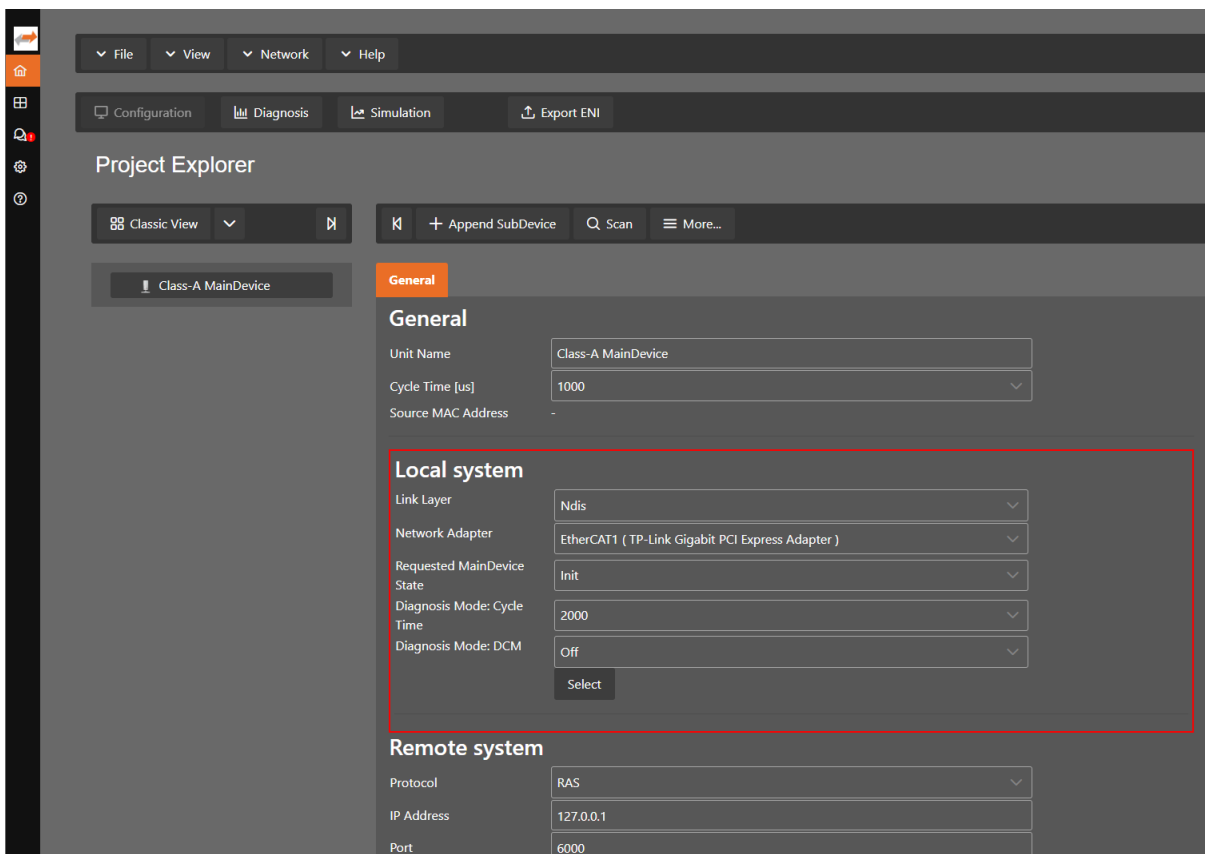 File View Network Help
Configuration Diagnosis Simulation Export ENI
Project Explorer
Classic View
Append SubDevice Scan More...
Class-A MainDevice
General
General
Unit Name Class-A MainDevice
Cycle Time [us] 1000
Source MAC Address -
Local system
Link Layer Ndis
Network Adapter EtherCAT1 ( TP-Link Gigabit PCI Express Adapter )
Requested MainDevice
State Init
Diagnosis Mode: Cycle
Time 2000
Diagnosis Mode: DCM Off
Select
Remote system
Protocol RAS
IP Address 127.0.0.1
Port 6000